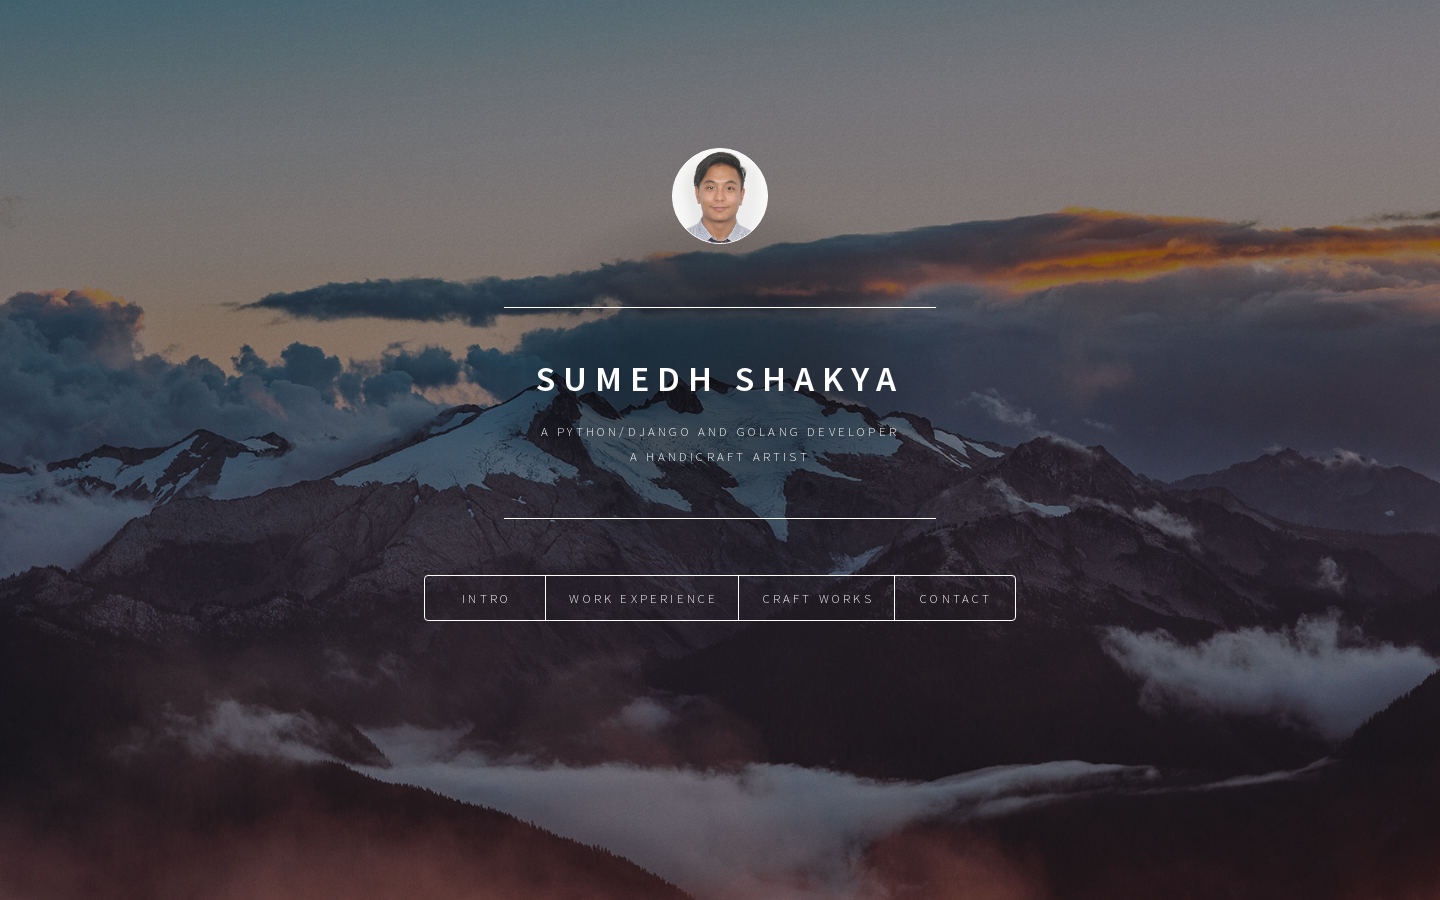 SUMEDH SHAKYA
A PYTHON/DJANGO AND GOLANG DEVELOPER
A HANDICRAFT ARTIST
INTRO
WORK EXPERIENCE
CRAFT WORKS
CONTACT